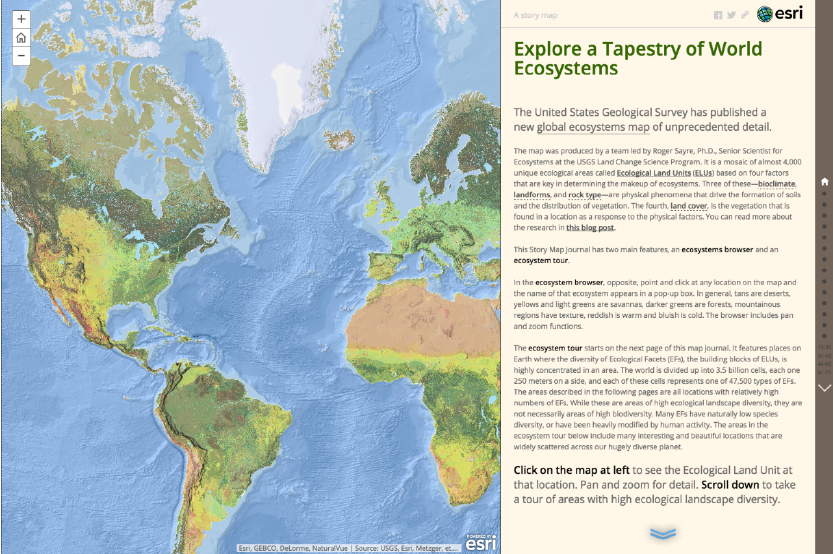 A story map
esri
Explore a Tapestry of World
Ecosystems
The United States Geological Survey has published a
new global ecosystems map of unprecedented detail.
The map was produced by a team led by Roger Sayre, Ph.D., Senior Scientist for
Ecosystems at the USGS Land Change Science Program. It is a mosaic of almost 4,000
unique ecological areas called Ecological Land Units (ELUs) based on four factors
that are key in determining the makeup of ecosystems. Three of these—bioclimate,
landforms, and rock type—are physical phenomena that drive the formation of soils
and the distribution of vegetation. The fourth, land cover, is the vegetation that is
found in a location as a response to the physical factors. You can read more about
the research in this blog post.
This Story Map Journal has two main features, an ecosystems browser and an
ecosystem tour.
In the ecosystem browser, opposite, point and click at any location on the map and
the name of that ecosystem appears in a pop-up box. In general, tans are deserts,
yellows and light greens are savannas, darker greens are forests, mountainous
regions have texture, reddish is warm and bluish is cold. The browser includes pan
and zoom functions.
The ecosystem tour starts on the next page of this map journal. It features places on
Earth where the diversity of Ecological Facets (EFs), the building blocks of ELUs, is
highly concentrated in an area. The world is divided up into 3.5 billion cells, each one
250 meters on a side, and each of these cells represents one of 47,500 types of EFs.
The areas described in the following pages are all locations with relatively high
numbers of EFs. While these are areas of high ecological landscape diversity, they are
not necessarily areas of high biodiversity. Many EFs have naturally low species
diversity, or have been heavily modified by human activity. The areas in the
ecosystem tour below include many interesting and beautiful locations that are
widely scattered across our hugely diverse planet.
Click on the map at left to see the Ecological Land Unit at
that location. Pan and zoom for detail. Scroll down to take
a tour of areas with high ecological landscape diversity.
Esri, GEBCO, DeLorme, NaturalVue | Source: USGS, Esri, Metzger, et....
POWERED BY
esri